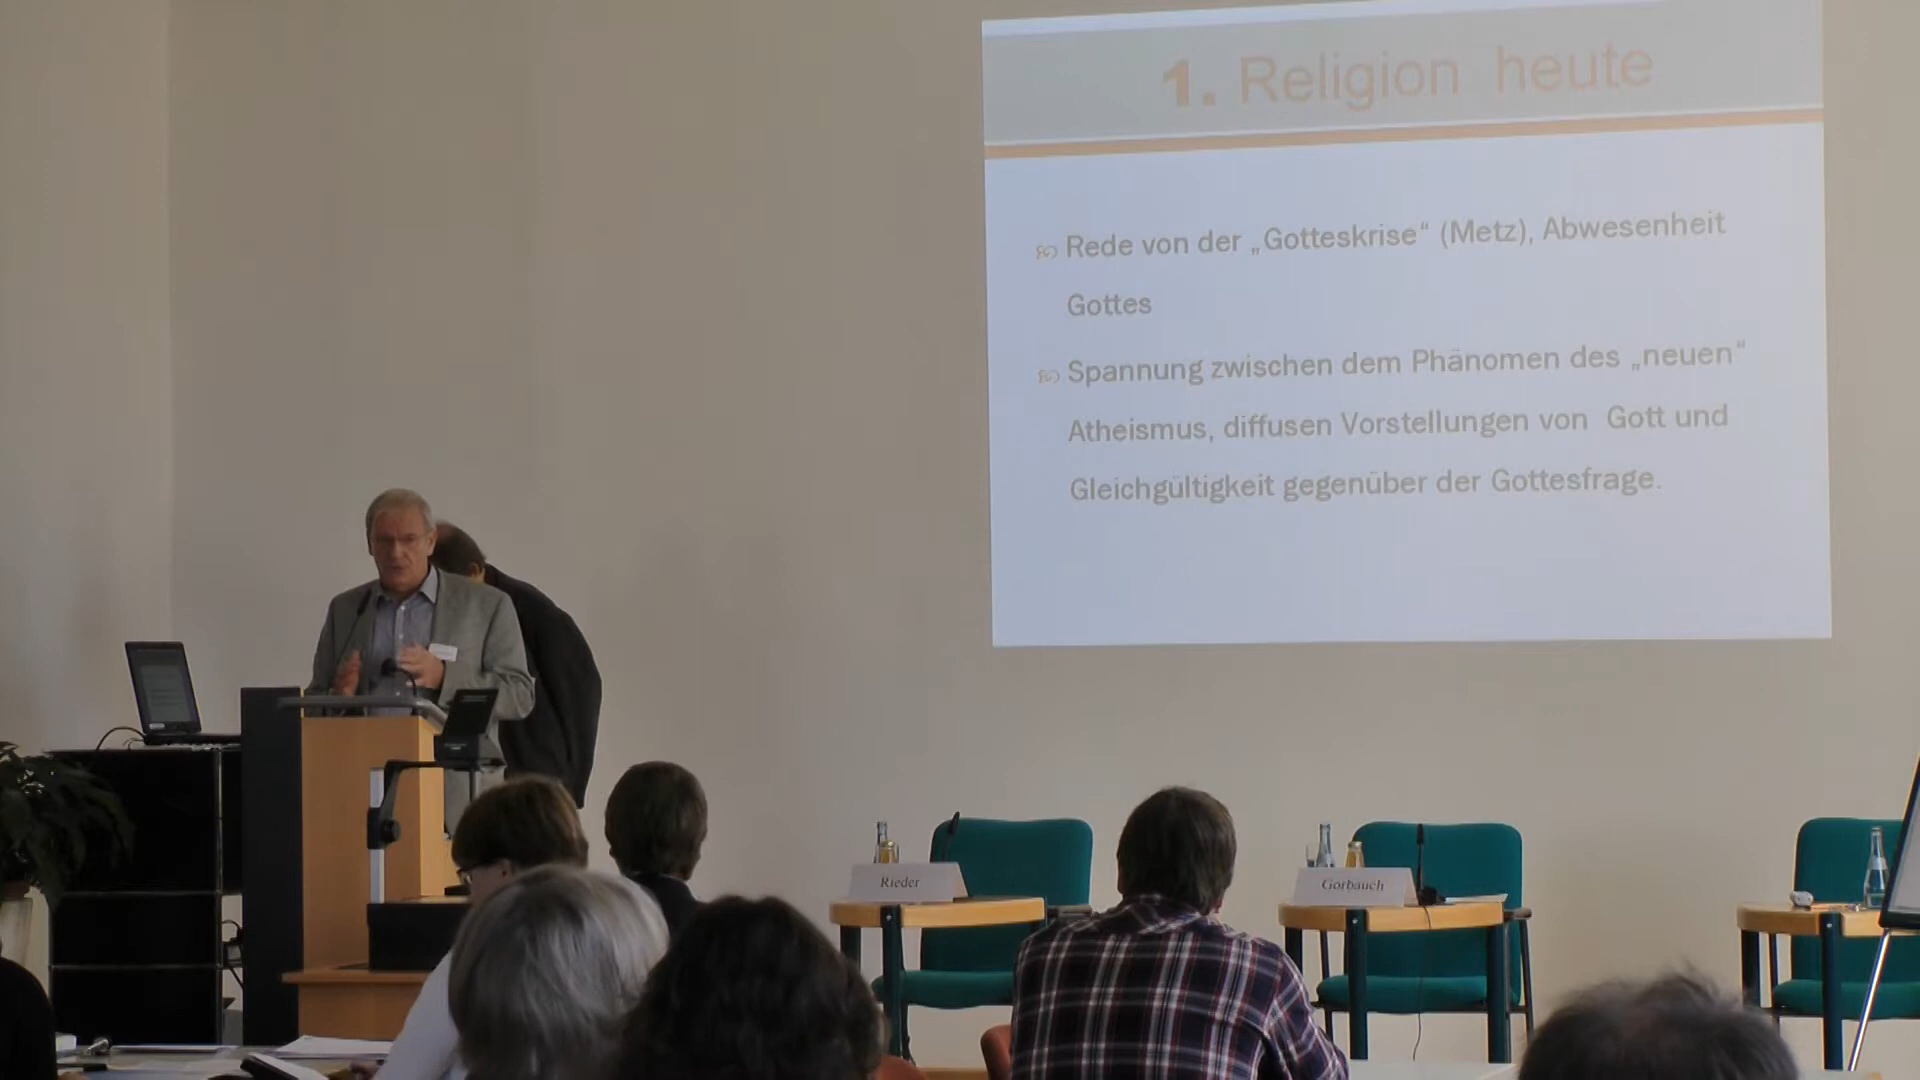 1. Religion heute
Rede von der „Gotteskrise“ (Metz), Abwesenheit
Gottes
Spannung zwischen dem Phänomen des „neuen“
Atheismus, diffusen Vorstellungen von Gott und
Gleichgültigkeit gegenüber der Gottesfrage.
Rieder
Gorbauch